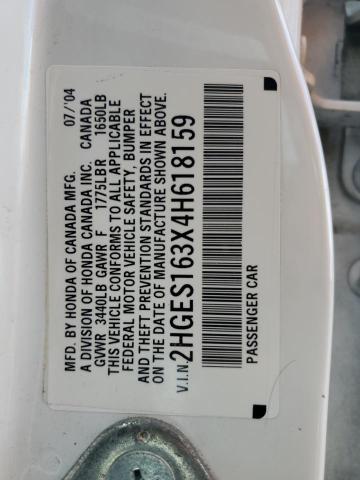 MFD. BY HONDA OF CANADA MFG. 07/'04
A DIVISION OF HONDA CANADA INC. CANADA
GVWR 3440LB GAWR F 1775LBR 1650LB
THIS VEHICLE CONFORMS TO ALL APPLICABLE
FEDERAL MOTOR VEHICLE SAFETY, BUMPER
AND THEFT PREVENTION STANDARDS IN EFFECT
ON THE DATE OF MANUFACTURE SHOWN ABOVE.
V.I.N. 2HGES163X4H618159
PASSENGER CAR